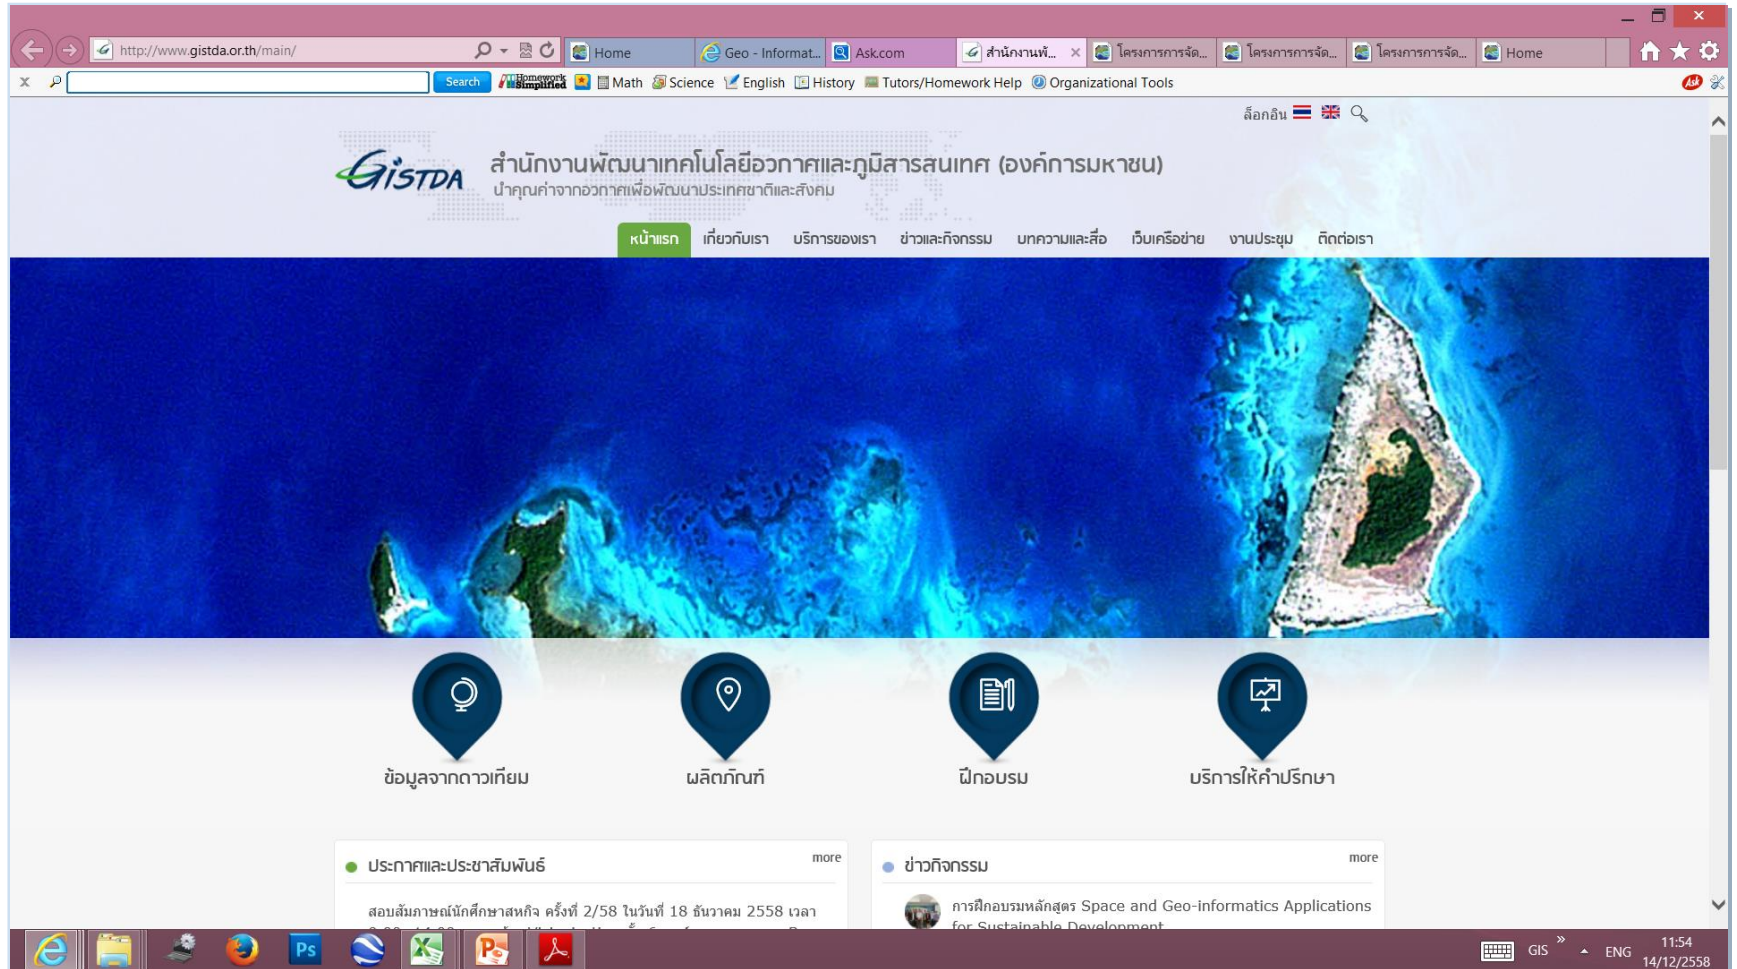 http://www.gistda.or.th/main/
Home
Geo - Informat...
Ask.com
สำนักงานพั...
โครงการการจัด...
โครงการการจัด...
โครงการการจัด...
Home
Search
Homework Simplified
Math
Science
English
History
Tutors/Homework Help
Organizational Tools
Ask
ล็อกอิน
GISTDA
สำนักงานพัฒนาเทคโนโลยีอวกาศและภูมิสารสนเทศ (องค์การมหาชน)
นำคุณค่าจากอวกาศเพื่อพัฒนาประเทศชาติและสังคม
หน้าแรก เกี่ยวกับเรา บริการของเรา ข่าวและกิจกรรม บทความและสื่อ เว็บเครือข่าย งานประชุม ติดต่อเรา
ข้อมูลจากดาวเทียม
ผลิตภัณฑ์
ฝึกอบรม
บริการให้คำปรึกษา
ประกาศและประชาสัมพันธ์
more
สอบสัมภาษณ์นักศึกษาสหกิจ ครั้งที่ 2/58 ในวันที่ 18 ธันวาคม 2558 เวลา
ข่าวกิจกรรม
more
การฝึกอบรมหลักสูตร Space and Geo-informatics Applications
for Sustainable Development
Ps
GIS
ENG
11:54
14/12/2558